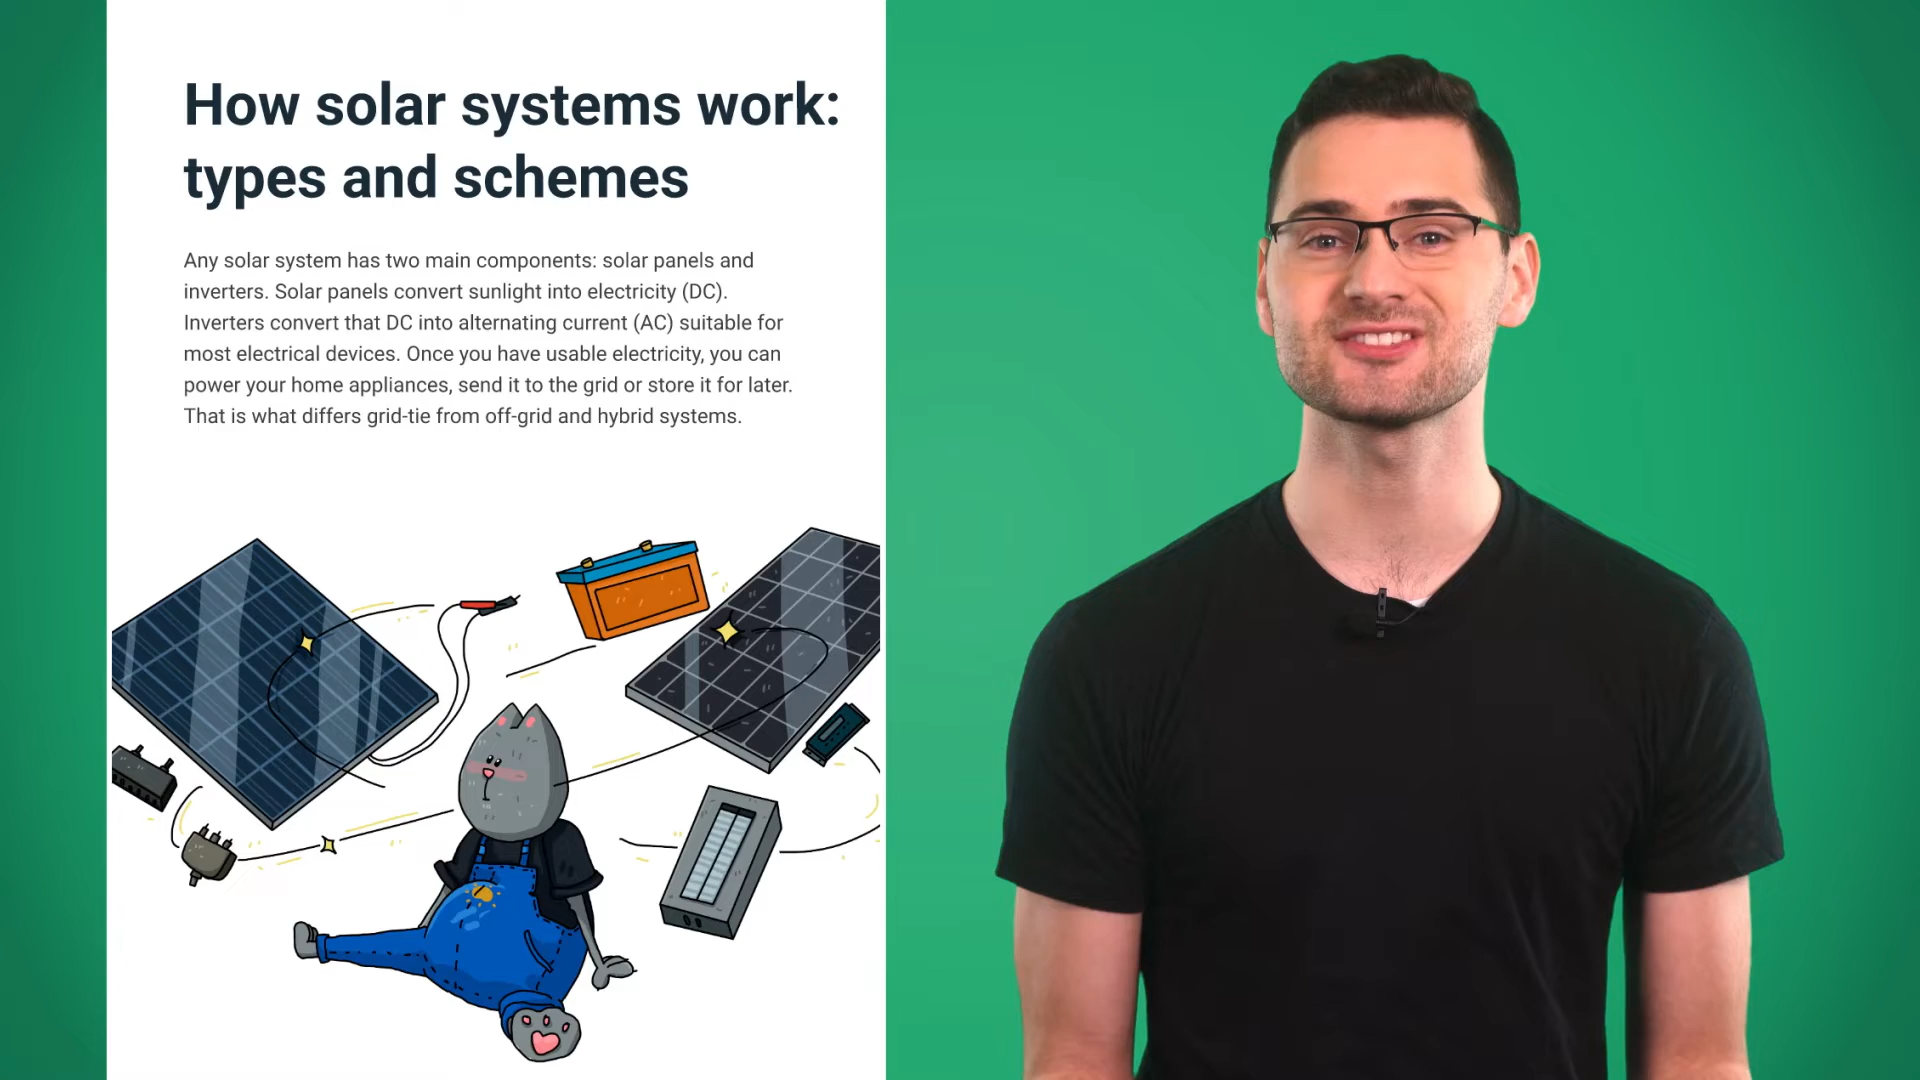 How solar systems work:
types and schemes
Any solar system has two main components: solar panels and
inverters. Solar panels convert sunlight into electricity (DC).
Inverters convert that DC into alternating current (AC) suitable for
most electrical devices. Once you have usable electricity, you can
power your home appliances, send it to the grid or store it for later.
That is what differs grid-tie from off-grid and hybrid systems.